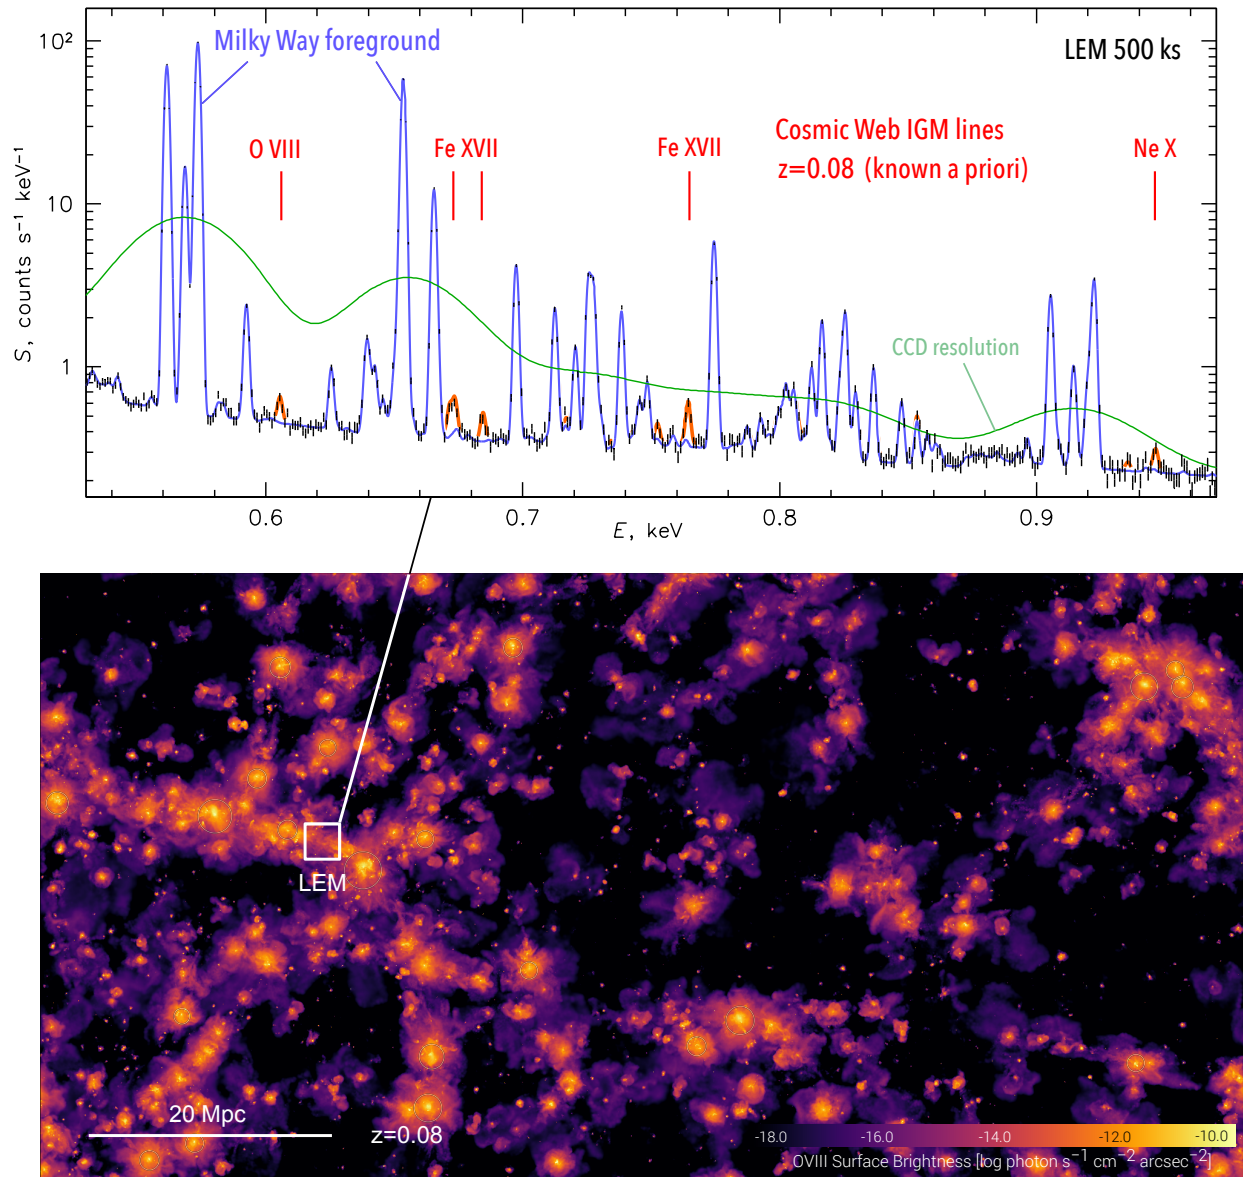 10²
10
1
S, counts s⁻¹ keV⁻¹
Milky Way foreground
LEM 500 ks
O VIII
Fe XVII
Fe XVII
Cosmic Web IGM lines
z=0.08 (known a priori)
Ne X
CCD resolution
0.6
0.7
0.8
0.9
E, keV
LEM
20 Mpc
z=0.08
-18.0
-16.0
-14.0
-12.0
-10.0
OVIII Surface Brightness [log photon s⁻¹ cm⁻² arcsec⁻²]